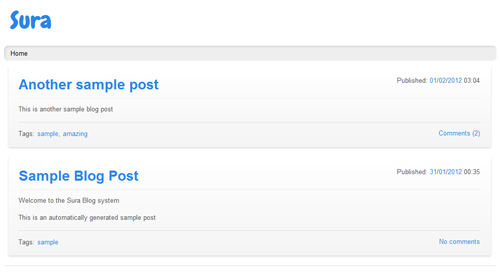 Sura
Home
Another sample post
Published: 01/02/2012 03:04
This is another sample blog post
Tags: sample, amazing
Comments (2)
Sample Blog Post
Published: 31/01/2012 00:35
Welcome to the Sura Blog system
This is an automatically generated sample post
Tags: sample
No comments